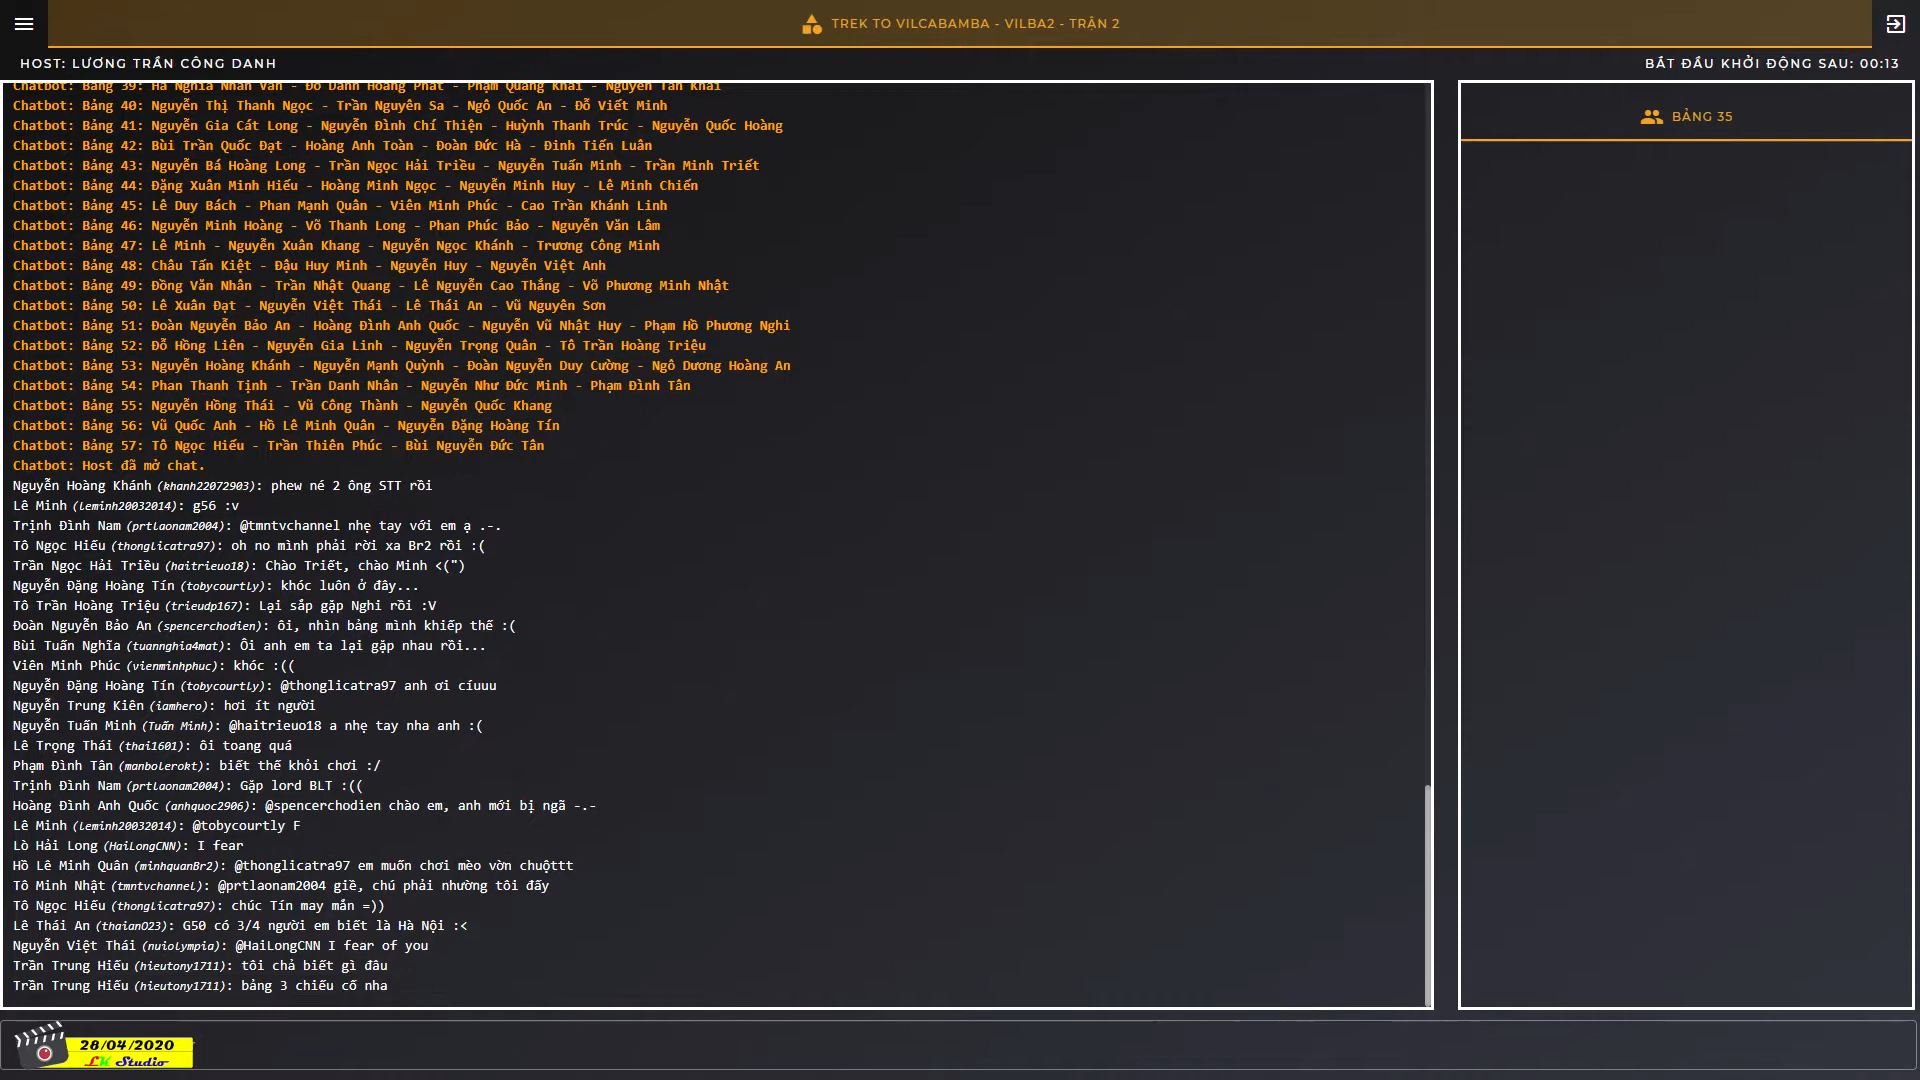 TREK TO VILCABAMBA - VILBA2 - TRẬN 2
HOST: LƯƠNG TRẦN CÔNG DANH
BẮT ĐẦU KHỞI ĐỘNG SAU: 00:13
Chatbot: Bảng 39: Hà Nghĩa Nhân Văn - Đỗ Danh Hoàng Phát - Phạm Quang Khải - Nguyễn Tấn Khải
Chatbot: Bảng 40: Nguyễn Thị Thanh Ngọc - Trần Nguyên Sa - Ngô Quốc An - Đỗ Viết Minh
Chatbot: Bảng 41: Nguyễn Gia Cát Long - Nguyễn Đình Chí Thiện - Huỳnh Thanh Trúc - Nguyễn Quốc Hoàng
Chatbot: Bảng 42: Bùi Trần Quốc Đạt - Hoàng Anh Toàn - Đoàn Đức Hà - Đinh Tiến Luân
Chatbot: Bảng 43: Nguyễn Bá Hoàng Long - Trần Ngọc Hải Triều - Nguyễn Tuấn Minh - Trần Minh Triết
Chatbot: Bảng 44: Đặng Xuân Minh Hiếu - Hoàng Minh Ngọc - Nguyễn Minh Huy - Lê Minh Chiến
Chatbot: Bảng 45: Lê Duy Bách - Phan Mạnh Quân - Viên Minh Phúc - Cao Trần Khánh Linh
Chatbot: Bảng 46: Nguyễn Minh Hoàng - Võ Thanh Long - Phan Phúc Bảo - Nguyễn Văn Lâm
Chatbot: Bảng 47: Lê Minh - Nguyễn Xuân Khang - Nguyễn Ngọc Khánh - Trương Công Minh
Chatbot: Bảng 48: Châu Tấn Kiệt - Đậu Huy Minh - Nguyễn Huy - Nguyễn Việt Anh
Chatbot: Bảng 49: Đồng Văn Nhân - Trần Nhật Quang - Lê Nguyễn Cao Thắng - Võ Phương Minh Nhật
Chatbot: Bảng 50: Lê Xuân Đạt - Nguyễn Việt Thái - Lê Thái An - Vũ Nguyên Sơn
Chatbot: Bảng 51: Đoàn Nguyễn Bảo An - Hoàng Đình Anh Quốc - Nguyễn Vũ Nhật Huy - Phạm Hồ Phương Nghi
Chatbot: Bảng 52: Đỗ Hồng Liên - Nguyễn Gia Linh - Nguyễn Trọng Quân - Tô Trần Hoàng Triệu
Chatbot: Bảng 53: Nguyễn Hoàng Khánh - Nguyễn Mạnh Quỳnh - Đoàn Nguyễn Duy Cường - Ngô Dương Hoàng An
Chatbot: Bảng 54: Phan Thanh Tịnh - Trần Danh Nhân - Nguyễn Như Đức Minh - Phạm Đình Tân
Chatbot: Bảng 55: Nguyễn Hồng Thái - Vũ Công Thành - Nguyễn Quốc Khang
Chatbot: Bảng 56: Vũ Quốc Anh - Hồ Lê Minh Quân - Nguyễn Đặng Hoàng Tín
Chatbot: Bảng 57: Tô Ngọc Hiếu - Trần Thiên Phúc - Bùi Nguyễn Đức Tân
Chatbot: Host đã mở chat.
Nguyễn Hoàng Khánh (khanh22072903): phew né 2 ông STT rồi
Lê Minh (leminh20032014): g56 :v
Trịnh Đình Nam (prtlaonam2004): @tmntvchannel nhẹ tay với em ạ .-.
Tô Ngọc Hiếu (thonglicatra97): oh no mình phải rời xa Br2 rồi :(
Trần Ngọc Hải Triều (haitrieuo18): Chào Triết, chào Minh <(")
Nguyễn Đặng Hoàng Tín (tobycourtly): khóc luôn ở đây...
Tô Trần Hoàng Triệu (trieudp167): Lại sắp gặp Nghi rồi :V
Đoàn Nguyễn Bảo An (spencerchodien): ôi, nhìn bảng mình khiếp thế :(
Bùi Tuấn Nghĩa (tuannghia4mat): Ôi anh em ta lại gặp nhau rồi...
Viên Minh Phúc (vienminhphuc): khóc :((
Nguyễn Đặng Hoàng Tín (tobycourtly): @thonglicatra97 anh ơi cíuuu
Nguyễn Trung Kiên (iamhero): hơi ít người
Nguyễn Tuấn Minh (Tuấn Minh): @haitrieuo18 a nhẹ tay nha anh :(
Lê Trọng Thái (thai1601): ôi toang quá
Phạm Đình Tân (manbolerokt): biết thế khỏi chơi :/
Trịnh Đình Nam (prtlaonam2004): Gặp lord BLT :((
Hoàng Đình Anh Quốc (anhquoc2906): @spencerchodien chào em, anh mới bị ngã -.-
Lê Minh (leminh20032014): @tobycourtly F
Lò Hải Long (HaiLongCNN): I fear
Hồ Lê Minh Quân (minhquanBr2): @thonglicatra97 em muốn chơi mèo vờn chuộttt
Tô Minh Nhật (tmntvchannel): @prtlaonam2004 giề, chú phải nhường tôi đấy
Tô Ngọc Hiếu (thonglicatra97): chúc Tín may mắn =))
Lê Thái An (thaianO23): G50 có 3/4 người em biết là Hà Nội :<
Nguyễn Việt Thái (nuiolympia): @HaiLongCNN I fear of you
Trần Trung Hiếu (hieutony1711): tôi chả biết gì đâu
Trần Trung Hiếu (hieutony1711): bảng 3 chiếu cố nha
BẢNG 35
28/04/2020
LK Studio